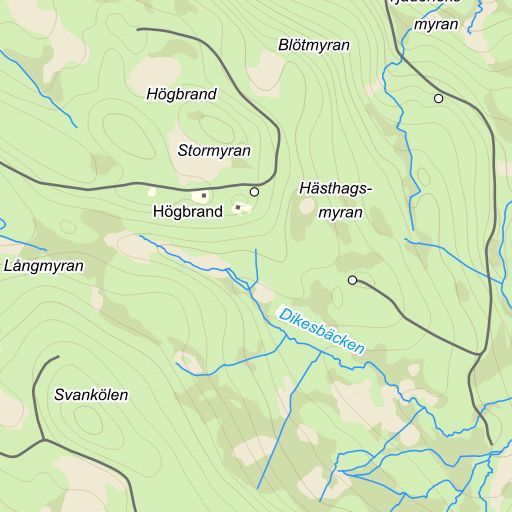 myran
Blötmyran
Högbrand
Stormyran
Hästhags-
myran
Högbrand
Långmyran
Dikesbäcken
Svankölen